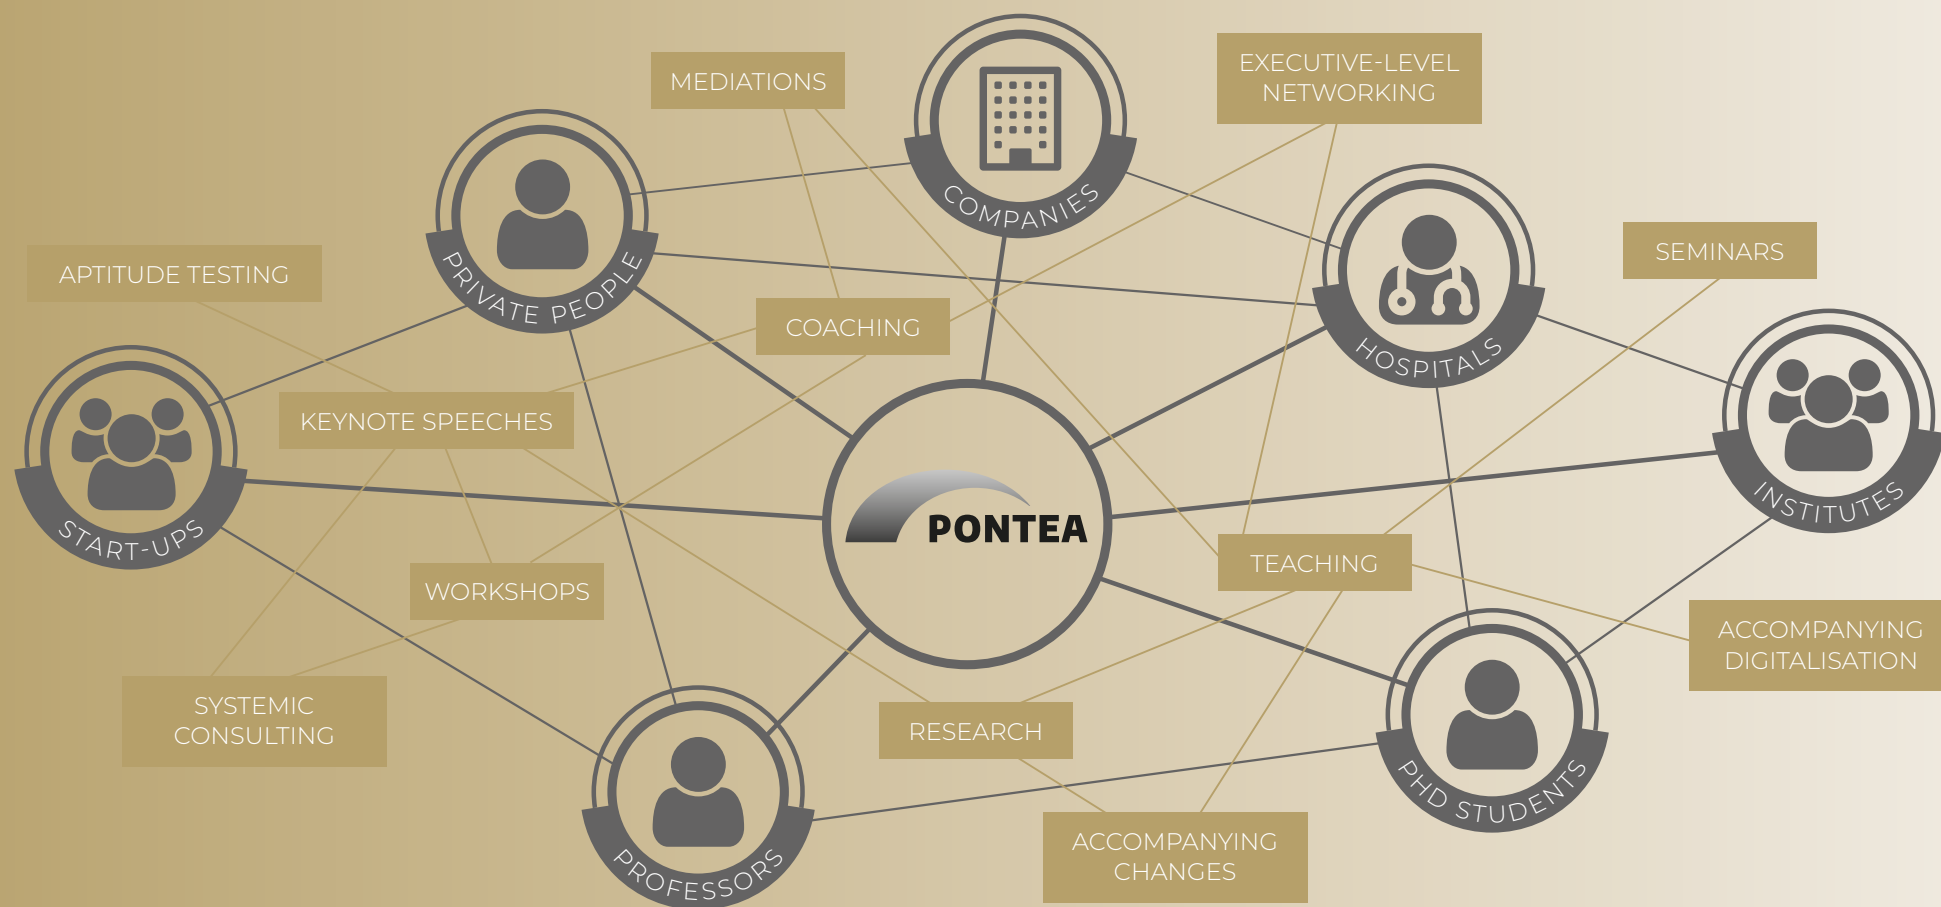 MEDIATIONS
EXECUTIVE-LEVEL
NETWORKING
COMPANIES
PRIVATE PEOPLE
HOSPITALS
SEMINARS
APTITUDE TESTING
COACHING
KEYNOTE SPEECHES
START-UPS
INSTITUTES
PONTEA
TEACHING
WORKSHOPS
ACCOMPANYING
DIGITALISATION
SYSTEMIC
CONSULTING
RESEARCH
PHD STUDENTS
PROFESSORS
ACCOMPANYING
CHANGES